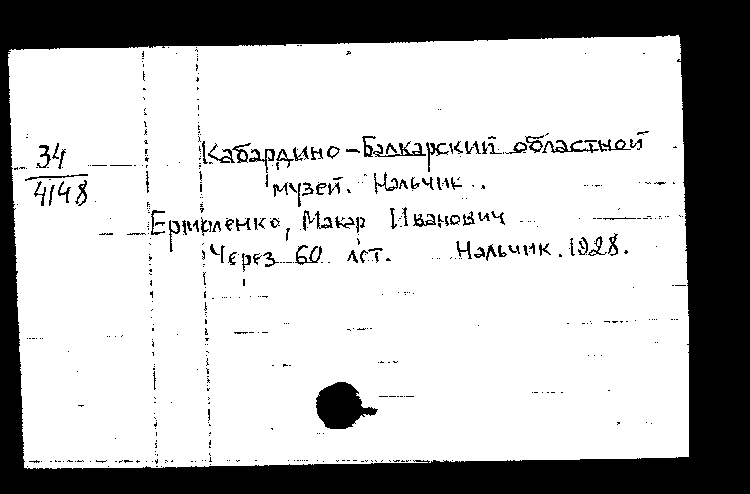 34
4148
Кабардино-Балкарский областной
музей. Нальчик.
Ермоленко, Макар Иванович
Через 60 лет. Нальчик. 1928.